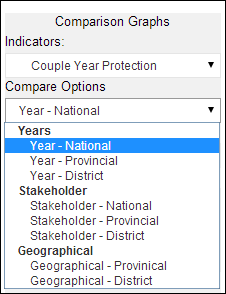 Comparison Graphs
Indicators:
Couple Year Protection
Compare Options
Year - National
Years
Year - National
Year - Provincial
Year - District
Stakeholder
Stakeholder - National
Stakeholder - Provincial
Stakeholder - District
Geographical
Geographical - Provinical
Geographical - District